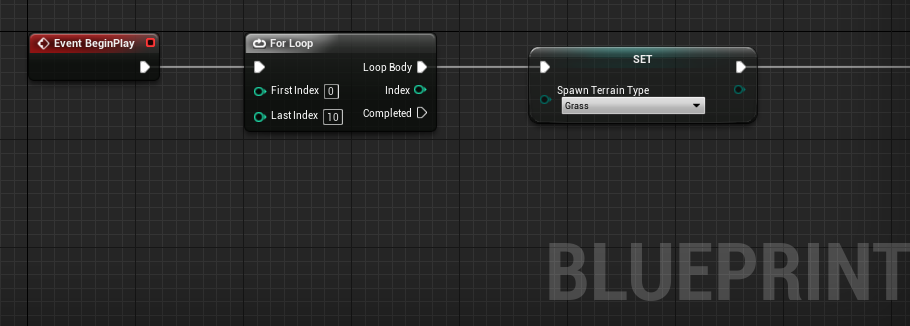 Event BeginPlay
For Loop
Loop Body
First Index 0
Index
Last Index 10
Completed
SET
Spawn Terrain Type
Grass
BLUEPRINT